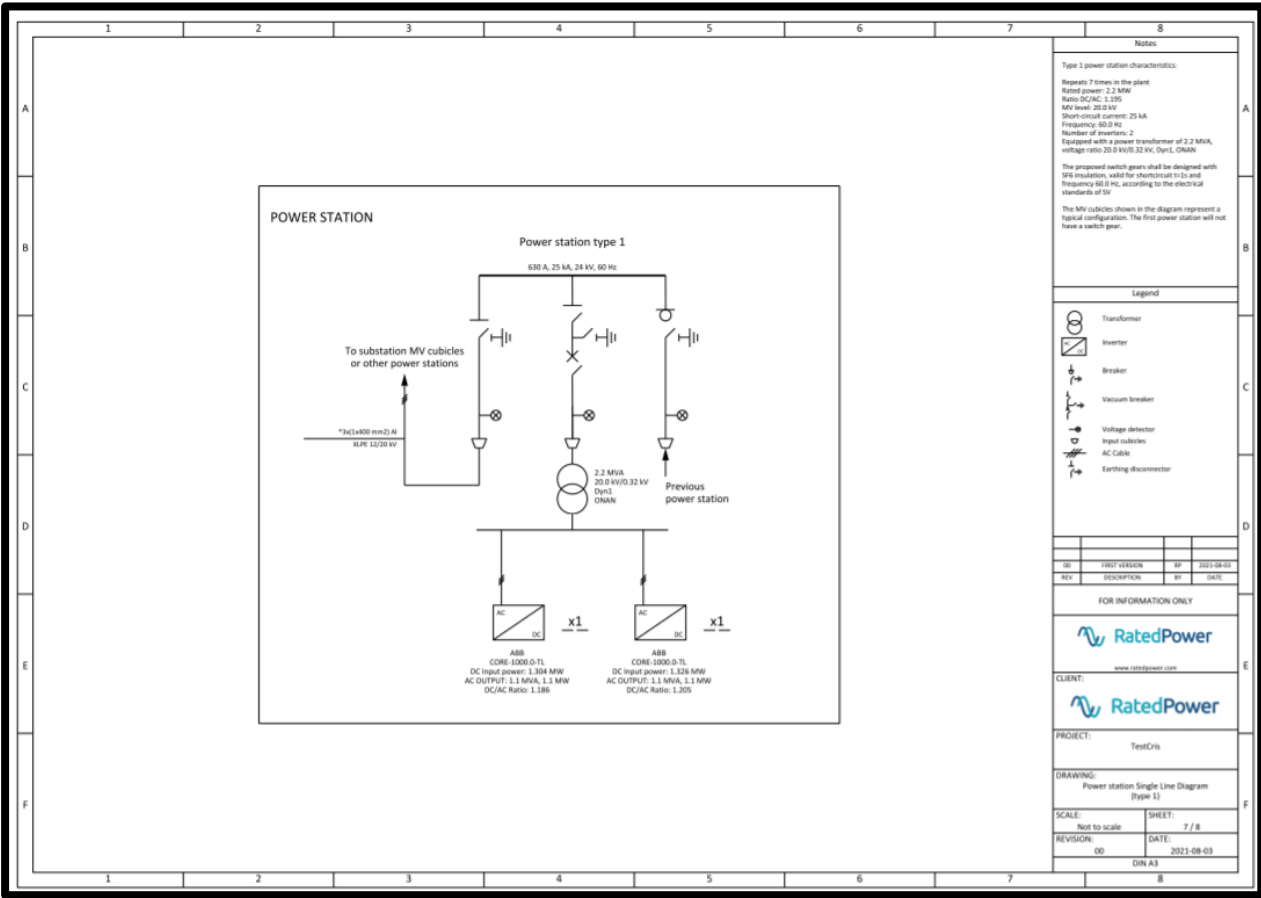 1 2 3 4 5 6 7 8
A
B
C
D
E
F
POWER STATION
Power station type 1
630 A, 25 kA, 24 kV, 60 Hz
To substation MV cubicles
or other power stations
*3x(1x400 mm2) Al
XLPE 12/20 kV
2.2 MVA
20.0 kV/0.32 kV
Dyn1
ONAN
Previous
power station
AC
DC
x1
AC
DC
x1
ABB
CORE-1000.0-TL
DC Input power: 1.304 MW
AC OUTPUT: 1.1 MVA, 1.1 MW
DC/AC Ratio: 1.186
ABB
CORE-1000.0-TL
DC Input power: 1.326 MW
AC OUTPUT: 1.1 MVA, 1.1 MW
DC/AC Ratio: 1.205
Notes
Type 1 power station characteristics:
Repeats 7 times in the plant
Rated power: 2.2 MW
Ratio DC/AC: 1.195
MV level: 20.0 kV
Short-circuit current: 25 kA
Frequency: 60.0 Hz
Number of inverters: 2
Equipped with a power transformer of 2.2 MVA,
voltage ratio 20.0 kV/0.32 kV, Dyn1, ONAN
The proposed switch gears shall be designed with
SF6 insulation, valid for shortcircuit t=1s and
frequency 60.0 Hz, according to the electrical
standards of SV
The MV cubicles shown in the diagram represent a
typical configuration. The first power station will not
have a switch gear.
Legend
Transformer
AC
DC
Inverter
Breaker
Vacuum breaker
Voltage detector
Input cubicles
AC Cable
Earthing disconnector
00 FIRST VERSION RP 2021-08-03
REV DESCRIPTION BY DATE
FOR INFORMATION ONLY
RatedPower
www.ratedpower.com
CLIENT:
RatedPower
PROJECT:
TestCris
DRAWING:
Power station Single Line Diagram
(type 1)
SCALE: SHEET:
Not to scale 7 / 8
REVISION: DATE:
00 2021-08-03
DIN A3
A
B
C
D
E
F
1 2 3 4 5 6 7 8